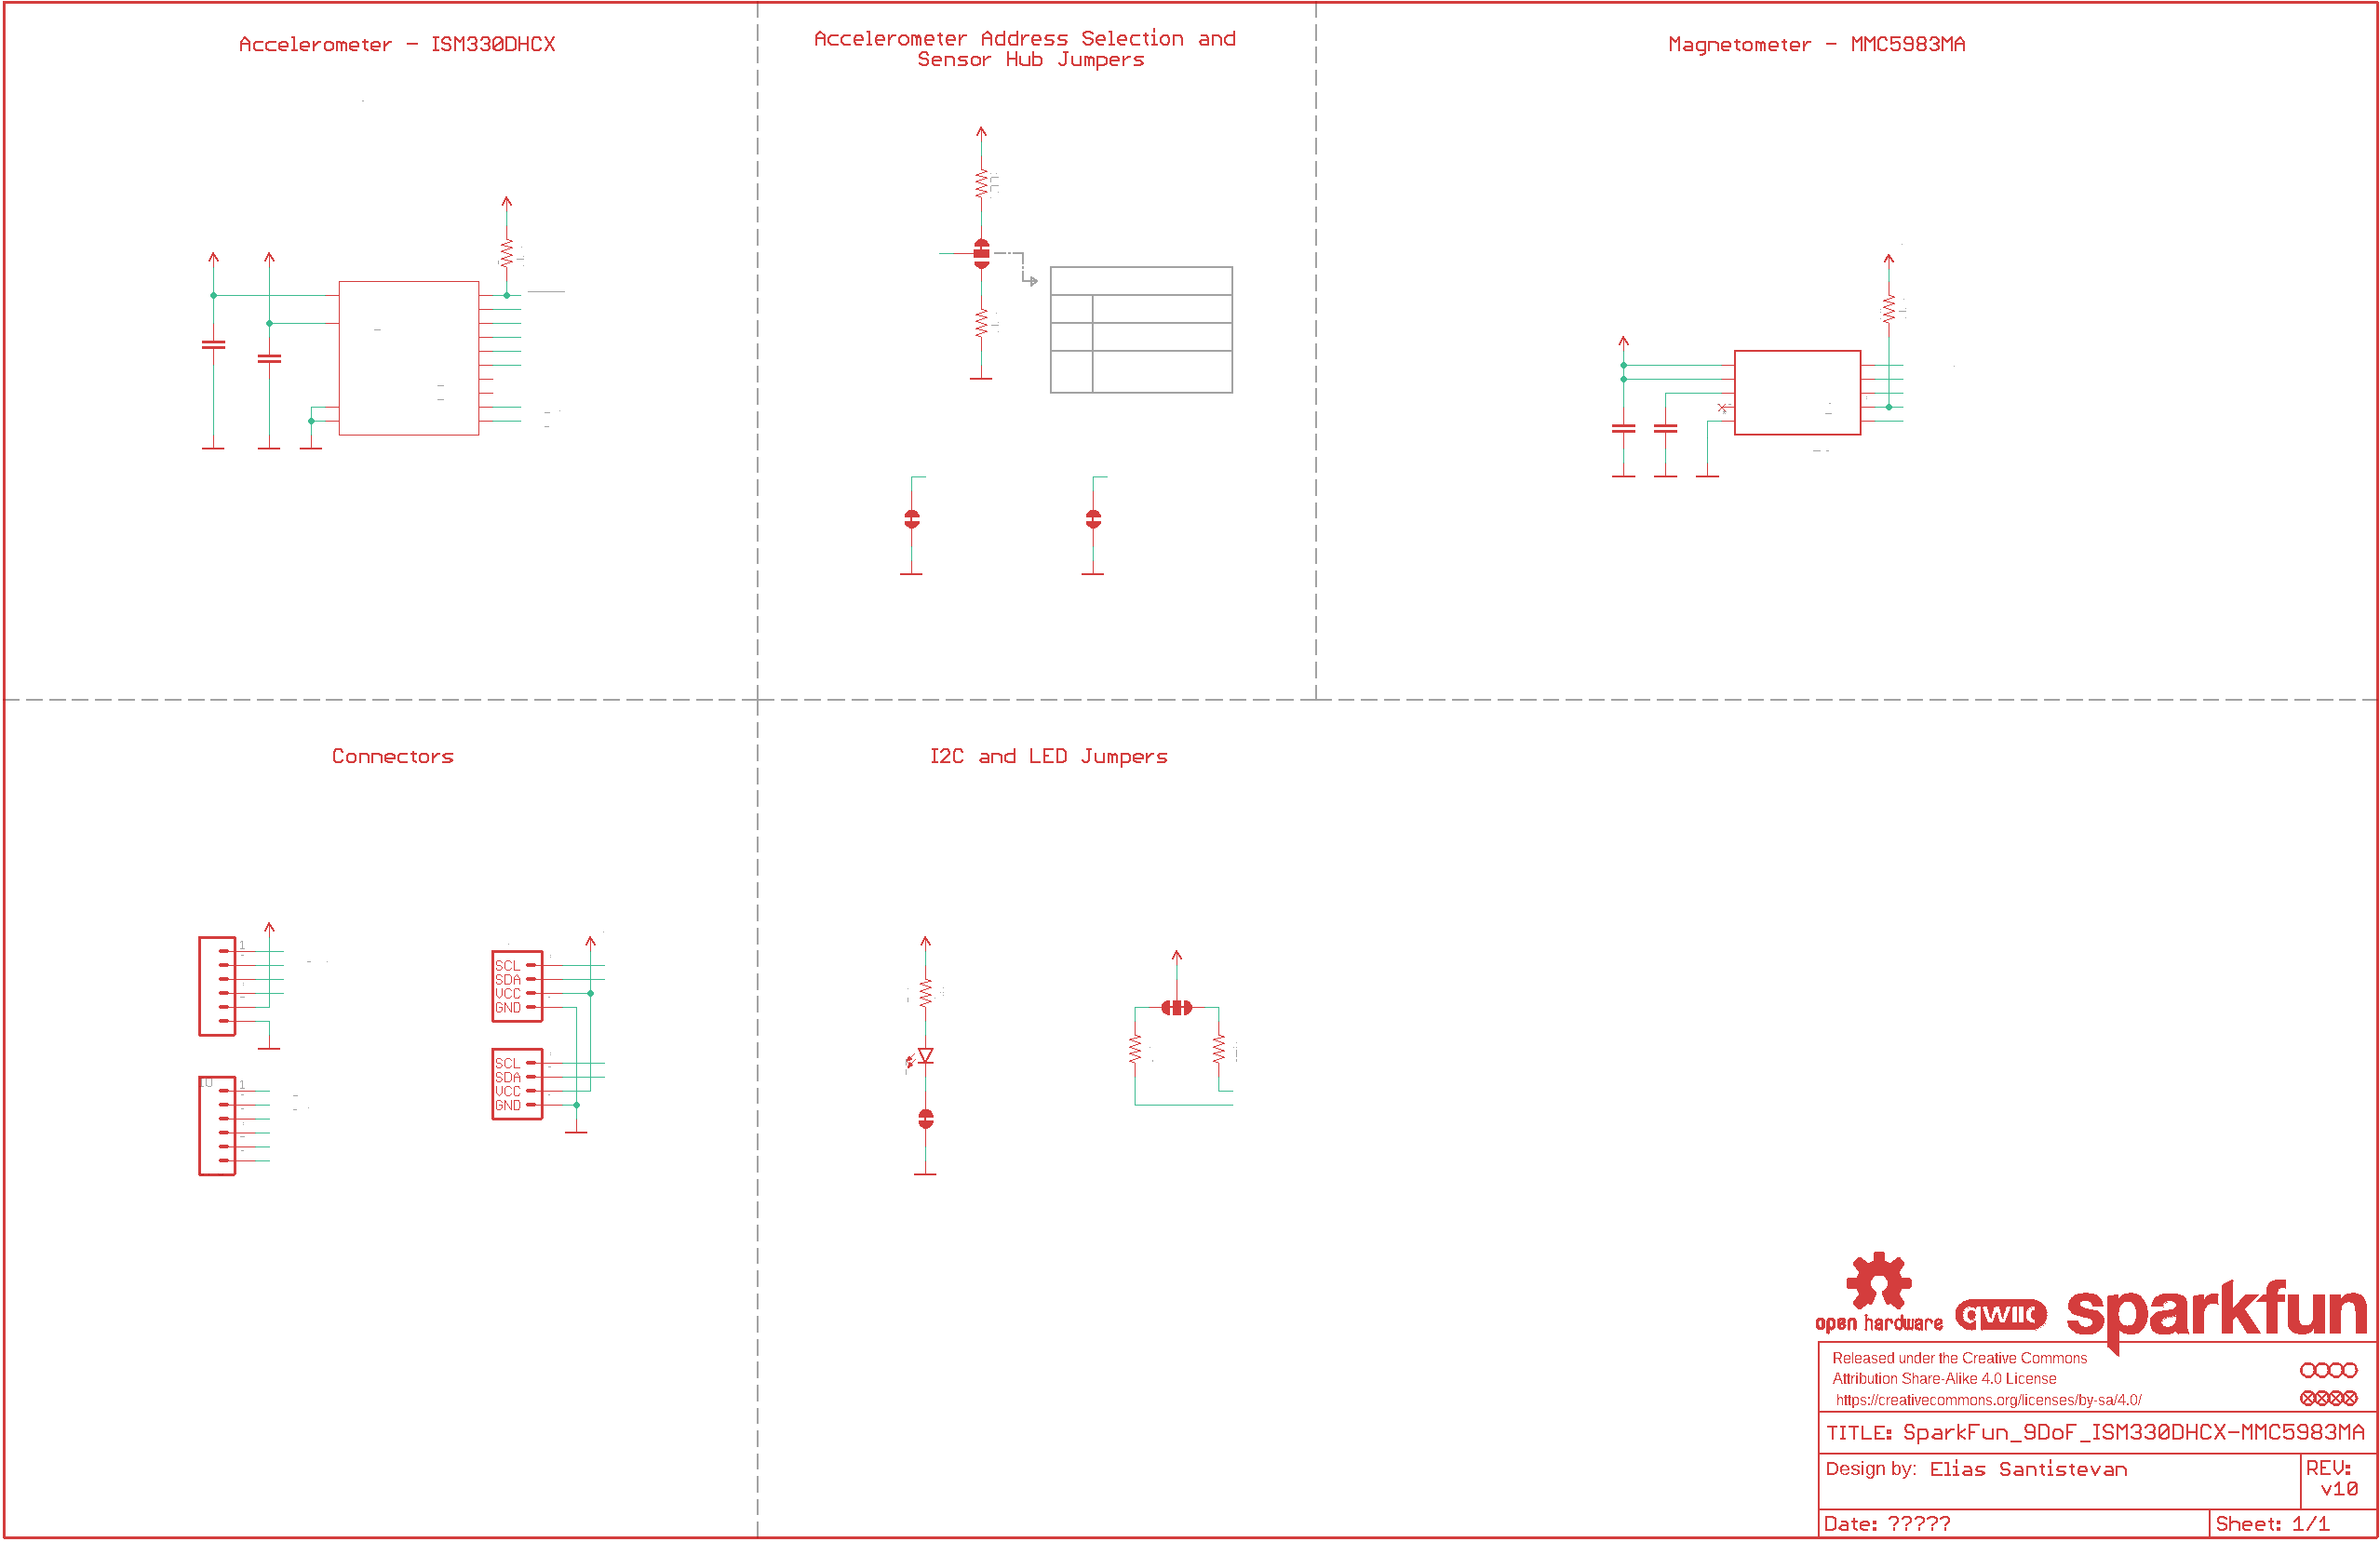 Accelerometer - ISM330DHCX
Accelerometer Address Selection and
Sensor Hub Jumpers
Magnetometer - MMC5983MA
Connectors
I2C and LED Jumpers
1
1
SCL
SDA
VCC
GND
SCL
SDA
VCC
GND
open hardware
qwiic
sparkfun
Released under the Creative Commons
Attribution Share-Alike 4.0 License
https://creativecommons.org/licenses/by-sa/4.0/
TITLE: SparkFun_9DoF_ISM330DHCX-MMC5983MA
Design by: Elias Santistevan
REV:
v10
Date: ?????
Sheet: 1/1